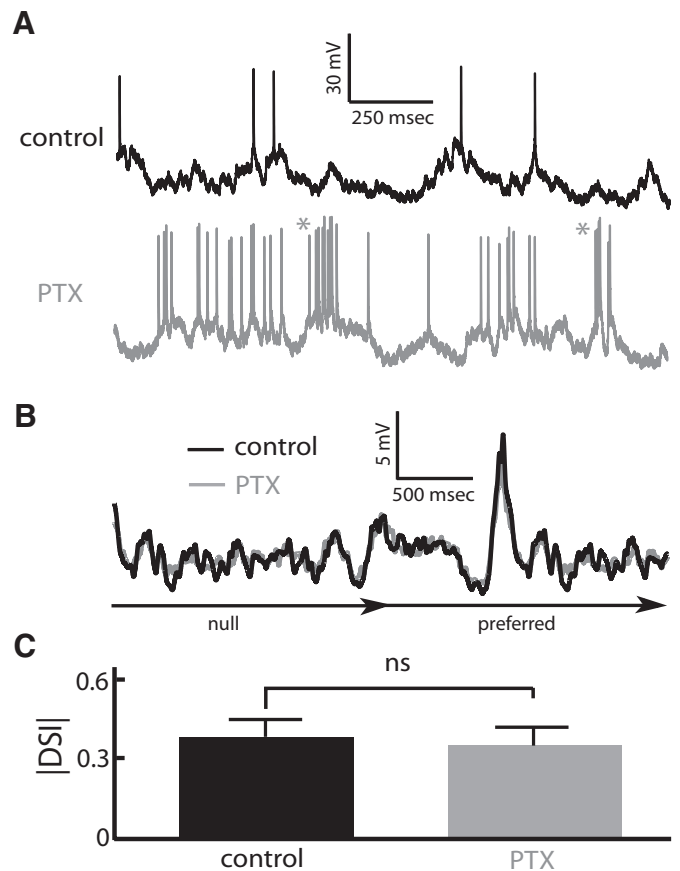 A
30 mV
250 msec
control
*
*
PTX
B
control
PTX
5 mV
500 msec
null
preferred
C
ns
|DSI|
0.6
0.3
0
control
PTX